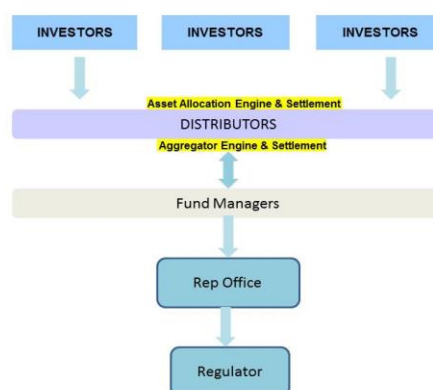 INVESTORS INVESTORS INVESTORS
Asset Allocation Engine & Settlement
DISTRIBUTORS
Aggregator Engine & Settlement
Fund Managers
Rep Office
Regulator